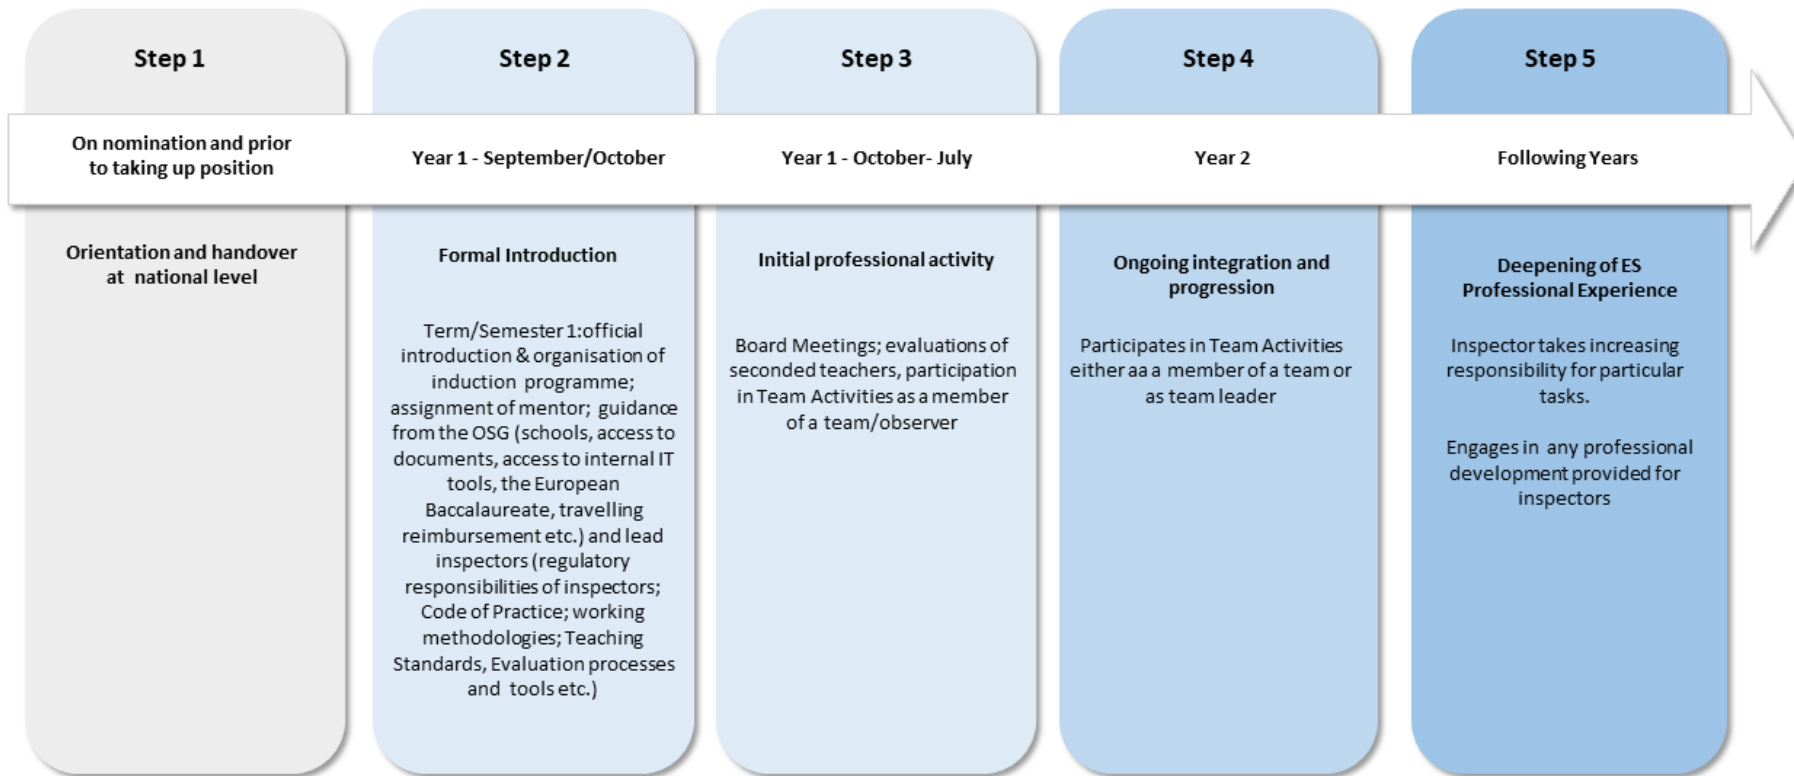 Step 1
On nomination and prior
to taking up position
Orientation and handover
at national level
Step 2
Year 1 - September/October
Formal Introduction
Term/Semester 1:official
introduction & organisation of
induction programme;
assignment of mentor; guidance
from the OSG (schools, access to
documents, access to internal IT
tools, the European
Baccalaureate, travelling
reimbursement etc.) and lead
inspectors (regulatory
responsibilities of inspectors;
Code of Practice; working
methodologies; Teaching
Standards, Evaluation processes
and tools etc.)
Step 3
Year 1 - October- July
Initial professional activity
Board Meetings; evaluations of
seconded teachers, participation
in Team Activities as a member
of a team/observer
Step 4
Year 2
Ongoing integration and
progression
Participates in Team Activities
either aa a member of a team or
as team leader
Step 5
Following Years
Deepening of ES
Professional Experience
Inspector takes increasing
responsibility for particular
tasks.
Engages in any professional
development provided for
inspectors